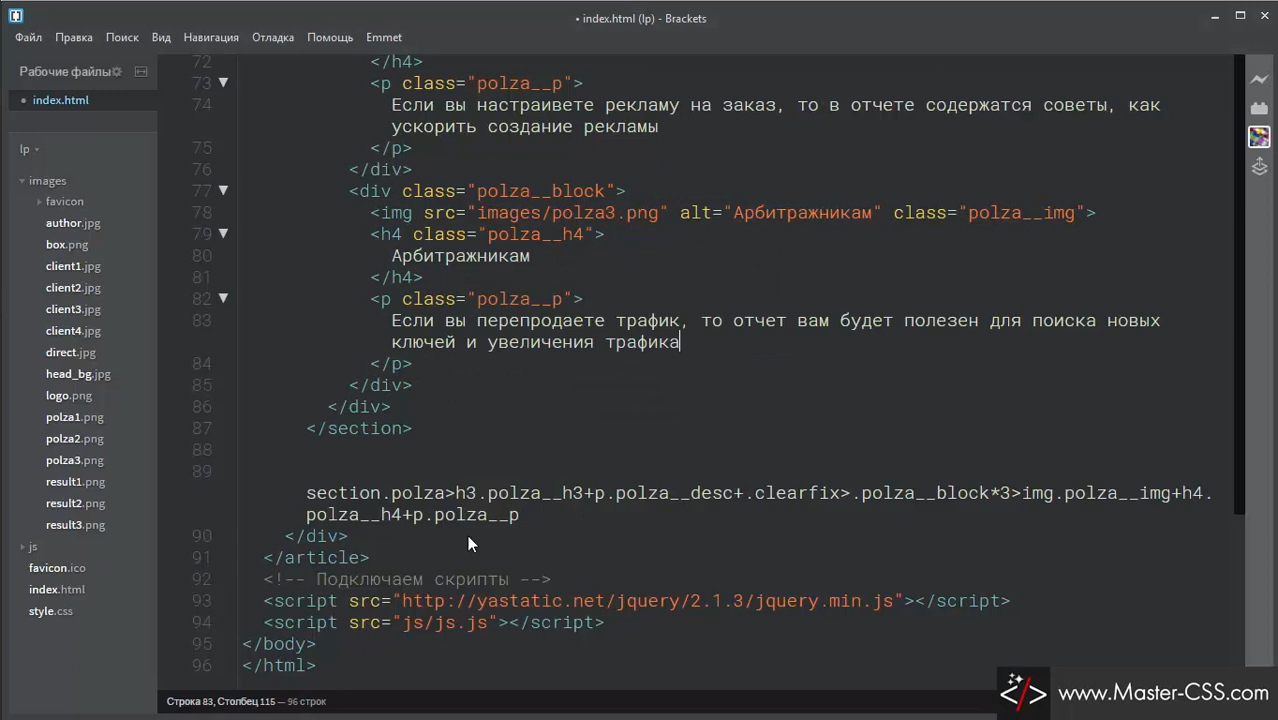 • index.html (lp) - Brackets
Файл Правка Поиск Вид Навигация Отладка Помощь Emmet
Рабочие файлы
• index.html
lp
images
favicon
author.jpg
box.png
client1.jpg
client2.jpg
client3.jpg
client4.jpg
direct.jpg
head_bg.jpg
logo.png
polza1.png
polza2.png
polza3.png
result1.png
result2.png
result3.png
js
favicon.ico
index.html
style.css
72 </h4>
73 <p class="polza__p">
74 Если вы настраивете рекламу на заказ, то в отчете содержатся советы, как
ускорить создание рекламы
75 </p>
76 </div>
77 <div class="polza__block">
78 <img src="images/polza3.png" alt="Арбитражникам" class="polza__img">
79 <h4 class="polza__h4">
80 Арбитражникам
81 </h4>
82 <p class="polza__p">
83 Если вы перепродаете трафик, то отчет вам будет полезен для поиска новых
ключей и увеличения трафика
84 </p>
85 </div>
86 </div>
87 </section>
88
89
section.polza>h3.polza__h3+p.polza__desc+.clearfix>.polza__block*3>img.polza__img+h4.
polza__h4+p.polza__p
90 </div>
91 </article>
92 <!-- Подключаем скрипты -->
93 <script src="http://yastatic.net/jquery/2.1.3/jquery.min.js"></script>
94 <script src="js/js.js"></script>
95 </body>
96 </html>
Строка 83, Столбец 115 — 96 строк
</> www.Master-CSS.com